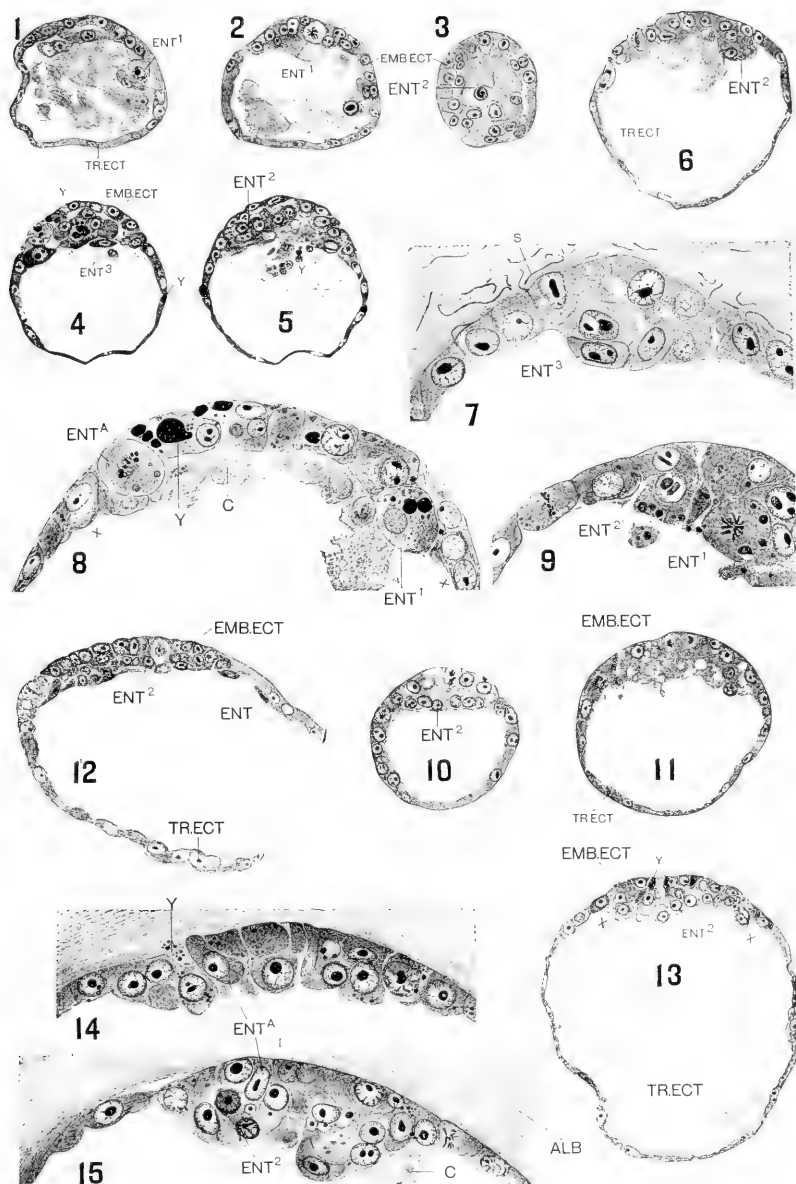 1
ENT¹
TR.ECT
2
ENT¹
EMB.ECT
ENT²
3
6
ENT²
TR.ECT
Y
EMB.ECT
ENT³
Y
4
ENT²
Y
5
S
ENT³
7
ENTᴬ
Y
C
X
ENT¹
X
8
ENT²
ENT¹
9
EMB.ECT
ENT²
ENT
TR.ECT
12
ENT²
10
EMB.ECT
TR.ECT
11
EMB.ECT
Y
X
ENT²
X
13
TR.ECT
Y
14
ENTᴬ
ENT²
C
ALB
15